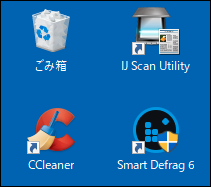 ごみ箱
IJ Scan Utility
CCleaner
Smart Defrag 6